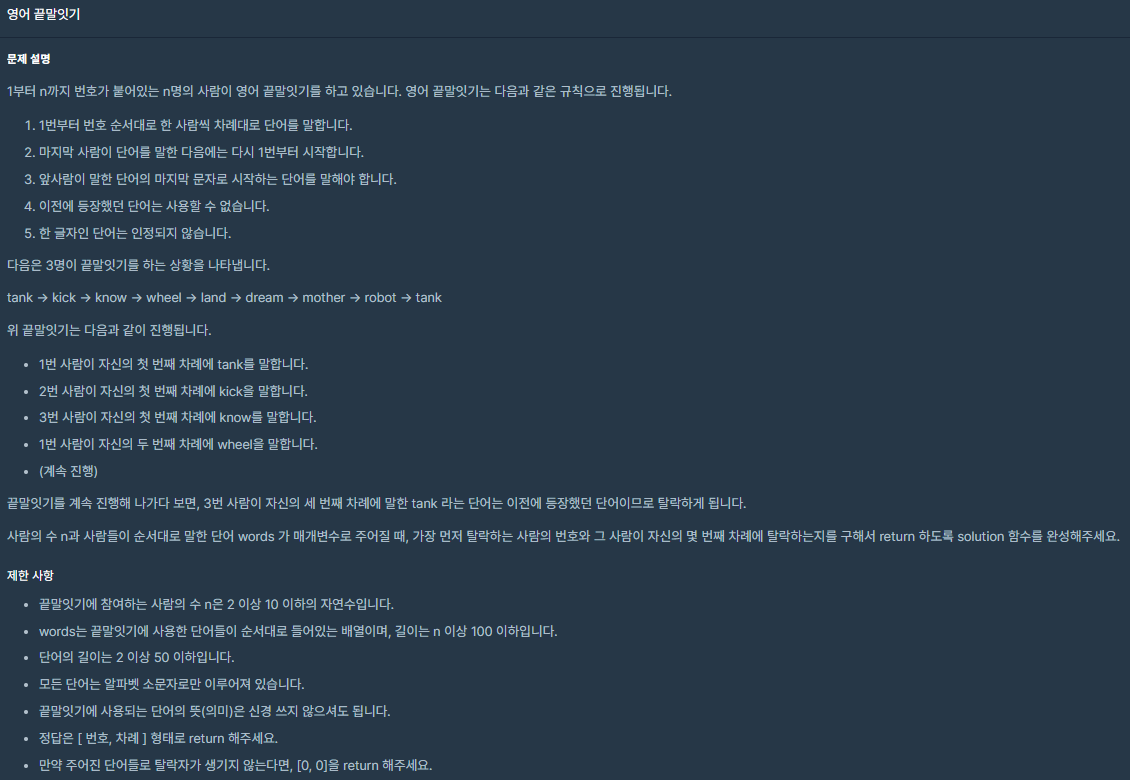 영어 끝말잇기
문제 설명
1부터 n까지 번호가 붙어있는 n명의 사람이 영어 끝말잇기를 하고 있습니다. 영어 끝말잇기는 다음과 같은 규칙으로 진행됩니다.
1. 1번부터 번호 순서대로 한 사람씩 차례대로 단어를 말합니다.
2. 마지막 사람이 단어를 말한 다음에는 다시 1번부터 시작합니다.
3. 앞사람이 말한 단어의 마지막 문자로 시작하는 단어를 말해야 합니다.
4. 이전에 등장했던 단어는 사용할 수 없습니다.
5. 한 글자인 단어는 인정되지 않습니다.
다음은 3명이 끝말잇기를 하는 상황을 나타냅니다.
tank → kick → know → wheel → land → dream → mother → robot → tank
위 끝말잇기는 다음과 같이 진행됩니다.
• 1번 사람이 자신의 첫 번째 차례에 tank를 말합니다.
• 2번 사람이 자신의 첫 번째 차례에 kick을 말합니다.
• 3번 사람이 자신의 첫 번째 차례에 know를 말합니다.
• 1번 사람이 자신의 두 번째 차례에 wheel을 말합니다.
• (계속 진행)
끝말잇기를 계속 진행해 나가다 보면, 3번 사람이 자신의 세 번째 차례에 말한 tank 라는 단어는 이전에 등장했던 단어이므로 탈락하게 됩니다.
사람의 수 n과 사람들이 순서대로 말한 단어 words 가 매개변수로 주어질 때, 가장 먼저 탈락하는 사람의 번호와 그 사람이 자신의 몇 번째 차례에 탈락하는지를 구해서 return 하도록 solution 함수를 완성해주세요.
제한 사항
• 끝말잇기에 참여하는 사람의 수 n은 2 이상 10 이하의 자연수입니다.
• words는 끝말잇기에 사용한 단어들이 순서대로 들어있는 배열이며, 길이는 n 이상 100 이하입니다.
• 단어의 길이는 2 이상 50 이하입니다.
• 모든 단어는 알파벳 소문자로만 이루어져 있습니다.
• 끝말잇기에 사용되는 단어의 뜻(의미)은 신경 쓰지 않으셔도 됩니다.
• 정답은 [ 번호, 차례 ] 형태로 return 해주세요.
• 만약 주어진 단어들로 탈락자가 생기지 않는다면, [0, 0]을 return 해주세요.